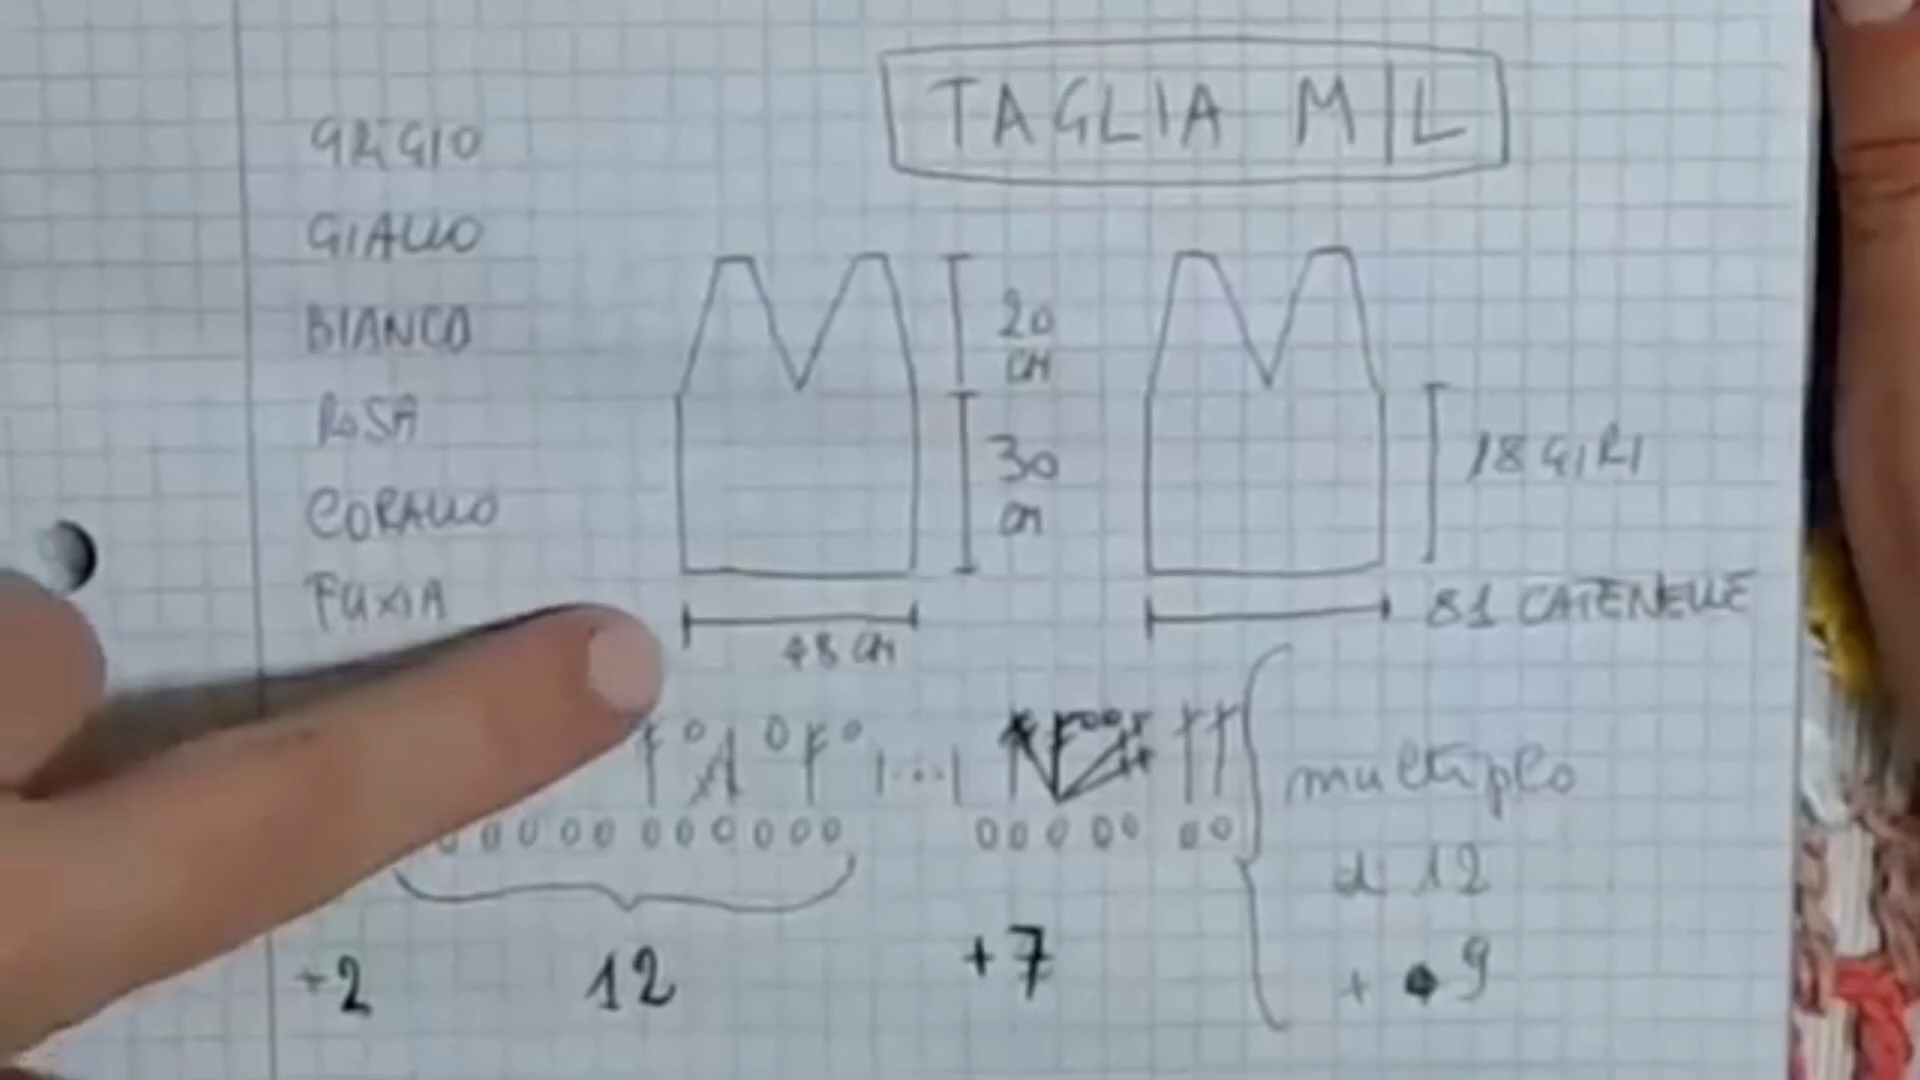 TAGLIA M|L
GRIGIO
GIALLO
BIANCO
ROSA
CORALLO
FUXIA
20
CM
30
CM
48 CM
18 GIRI
81 CATENELLE
multiplo
di 12
+ 9
+2
12
+7